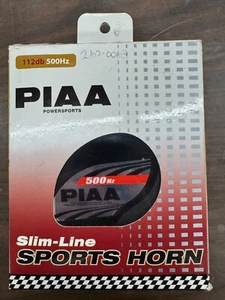 112db 500Hz
PIAA
POWERSPORTS
500Hz
PIAA
Slim-Line
SPORTS HORN